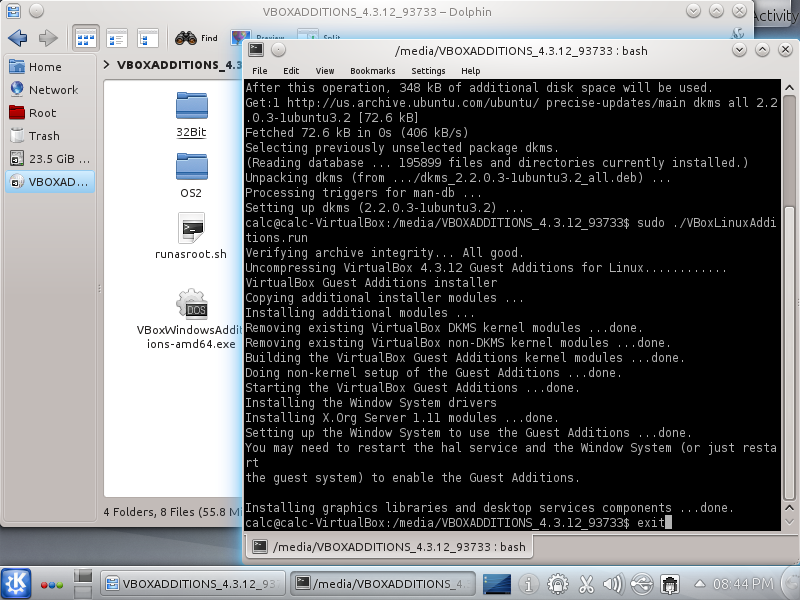 VBOXADDITIONS_4.3.12_93733 – Dolphin
Activity
Find
Preview
Split
Home
Network
Root
Trash
23.5 GiB ...
VBOXAD...
VBOXADDITIONS_4.3
32Bit
OS2
runasroot.sh
VBoxWindowsAddit
ions-amd64.exe
4 Folders, 8 Files (55.8 Mi
/media/VBOXADDITIONS_4.3.12_93733 : bash
File Edit View Bookmarks Settings Help
After this operation, 348 kB of additional disk space will be used.
Get:1 http://us.archive.ubuntu.com/ubuntu/ precise-updates/main dkms all 2.2
.0.3-1ubuntu3.2 [72.6 kB]
Fetched 72.6 kB in 0s (406 kB/s)
Selecting previously unselected package dkms.
(Reading database ... 195899 files and directories currently installed.)
Unpacking dkms (from .../dkms_2.2.0.3-1ubuntu3.2_all.deb) ...
Processing triggers for man-db ...
Setting up dkms (2.2.0.3-1ubuntu3.2) ...
calc@calc-VirtualBox:/media/VBOXADDITIONS_4.3.12_93733$ sudo ./VBoxLinuxAddi
tions.run
Verifying archive integrity... All good.
Uncompressing VirtualBox 4.3.12 Guest Additions for Linux............
VirtualBox Guest Additions installer
Copying additional installer modules ...
Installing additional modules ...
Removing existing VirtualBox DKMS kernel modules ...done.
Removing existing VirtualBox non-DKMS kernel modules ...done.
Building the VirtualBox Guest Additions kernel modules ...done.
Doing non-kernel setup of the Guest Additions ...done.
Starting the VirtualBox Guest Additions ...done.
Installing the Window System drivers
Installing X.Org Server 1.11 modules ...done.
Setting up the Window System to use the Guest Additions ...done.
You may need to restart the hal service and the Window System (or just resta
rt
the guest system) to enable the Guest Additions.
Installing graphics libraries and desktop services components ...done.
calc@calc-VirtualBox:/media/VBOXADDITIONS_4.3.12_93733$ exit
/media/VBOXADDITIONS_4.3.12_93733 : bash
VBOXADDITIONS_4.3.12_93
/media/VBOXADDITIONS_4.
08:44 PM